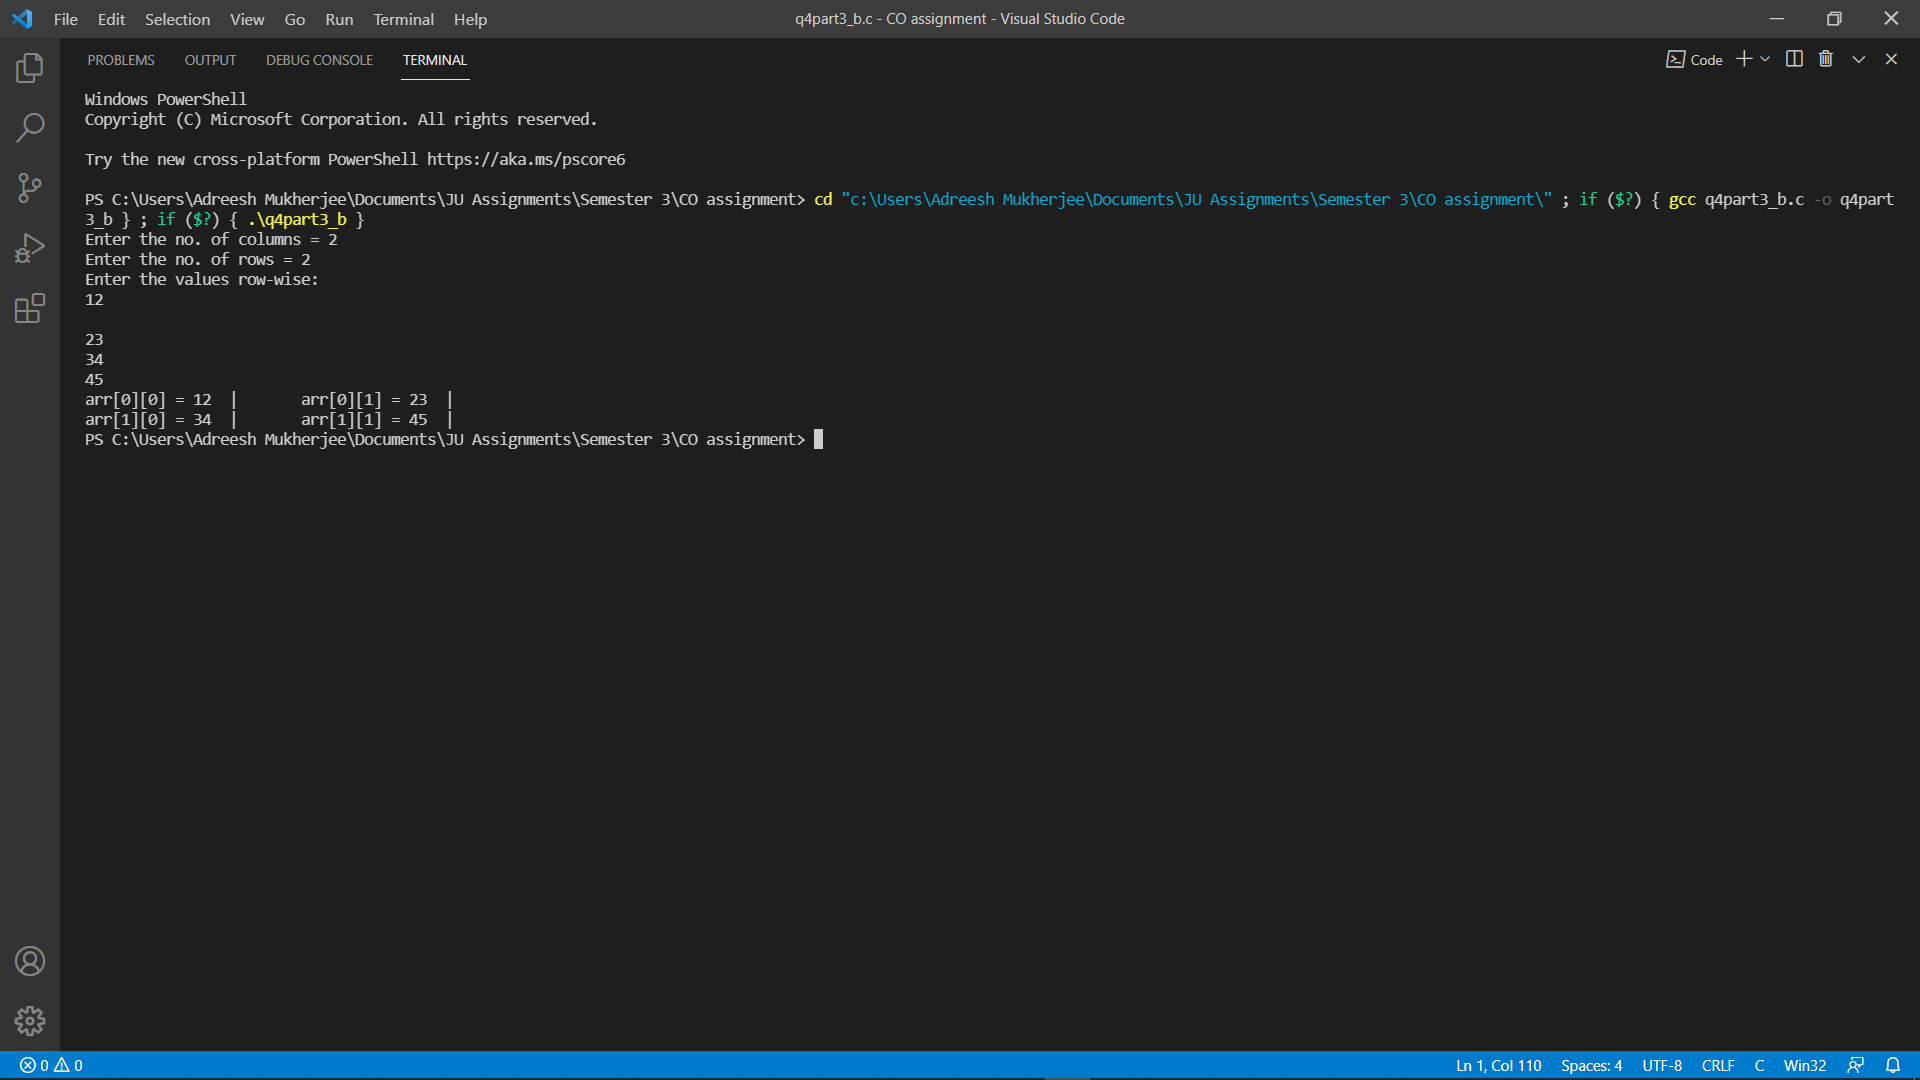 File Edit Selection View Go Run Terminal Help
q4part3_b.c - CO assignment - Visual Studio Code
PROBLEMS OUTPUT DEBUG CONSOLE TERMINAL
Code
Windows PowerShell
Copyright (C) Microsoft Corporation. All rights reserved.
Try the new cross-platform PowerShell https://aka.ms/pscore6
PS C:\Users\Adreesh Mukherjee\Documents\JU Assignments\Semester 3\CO assignment> cd "c:\Users\Adreesh Mukherjee\Documents\JU Assignments\Semester 3\CO assignment\" ; if ($?) { gcc q4part3_b.c -o q4part
3_b } ; if ($?) { .\q4part3_b }
Enter the no. of columns = 2
Enter the no. of rows = 2
Enter the values row-wise:
12
23
34
45
arr[0][0] = 12 | arr[0][1] = 23 |
arr[1][0] = 34 | arr[1][1] = 45 |
PS C:\Users\Adreesh Mukherjee\Documents\JU Assignments\Semester 3\CO assignment>
0 0
Ln 1, Col 110 Spaces: 4 UTF-8 CRLF C Win32